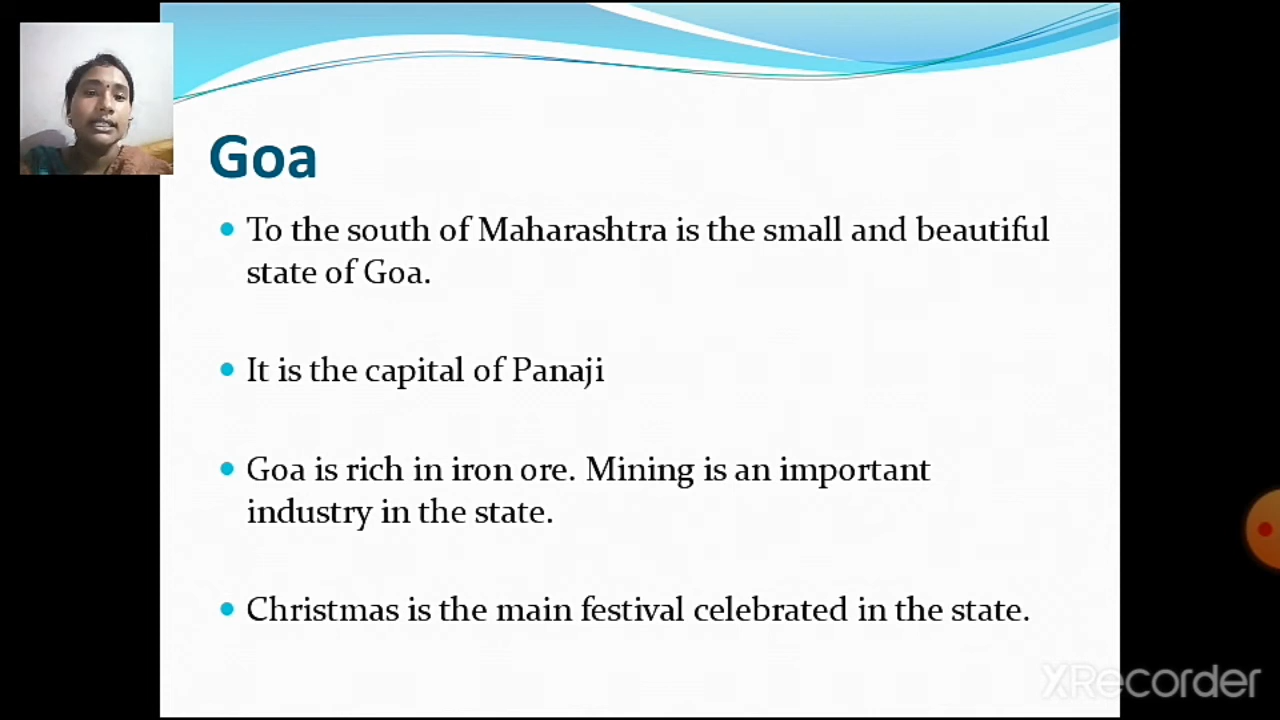 Goa
To the south of Maharashtra is the small and beautiful
state of Goa.
It is the capital of Panaji
Goa is rich in iron ore. Mining is an important
industry in the state.
Christmas is the main festival celebrated in the state.
XRecorder